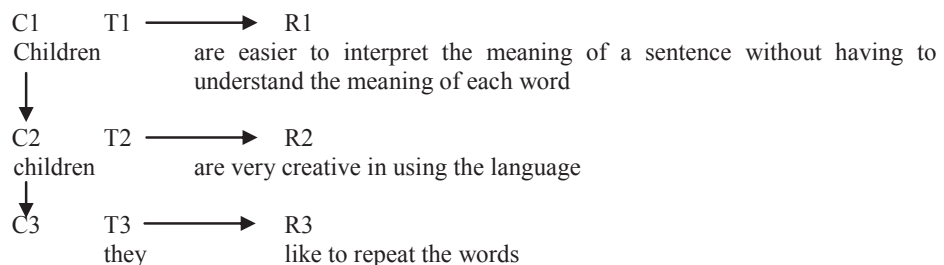 C1 T1 R1
Children are easier to interpret the meaning of a sentence without having to
understand the meaning of each word
C2 T2 R2
children are very creative in using the language
C3 T3 R3
they like to repeat the words